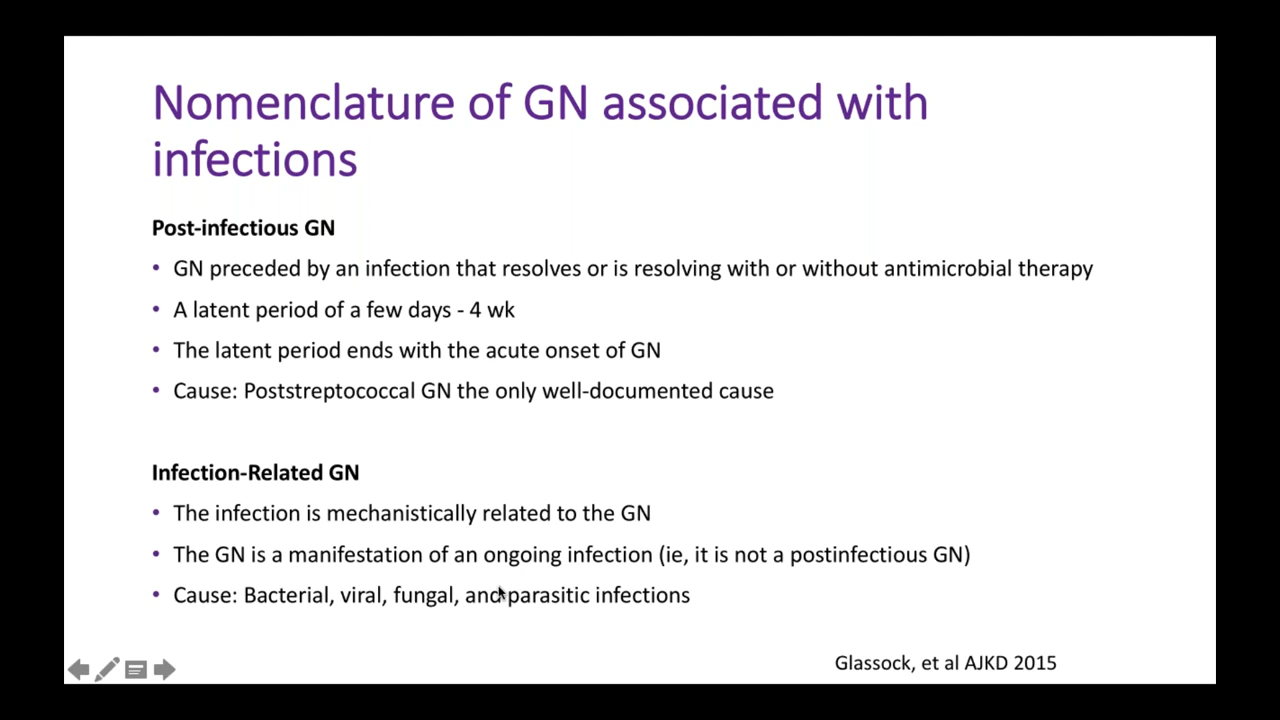 Nomenclature of GN associated with
infections
Post-infectious GN
• GN preceded by an infection that resolves or is resolving with or without antimicrobial therapy
• A latent period of a few days - 4 wk
• The latent period ends with the acute onset of GN
• Cause: Poststreptococcal GN the only well-documented cause
Infection-Related GN
• The infection is mechanistically related to the GN
• The GN is a manifestation of an ongoing infection (ie, it is not a postinfectious GN)
• Cause: Bacterial, viral, fungal, and parasitic infections
Glassock, et al AJKD 2015